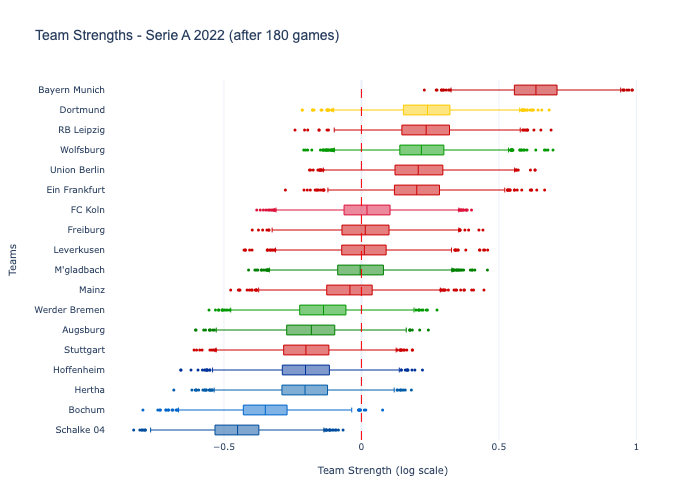 Team Strengths - Serie A 2022 (after 180 games)
Teams
Bayern Munich
Dortmund
RB Leipzig
Wolfsburg
Union Berlin
Ein Frankfurt
FC Koln
Freiburg
Leverkusen
M'gladbach
Mainz
Werder Bremen
Augsburg
Stuttgart
Hoffenheim
Hertha
Bochum
Schalke 04
−0.5 0 0.5 1
Team Strength (log scale)